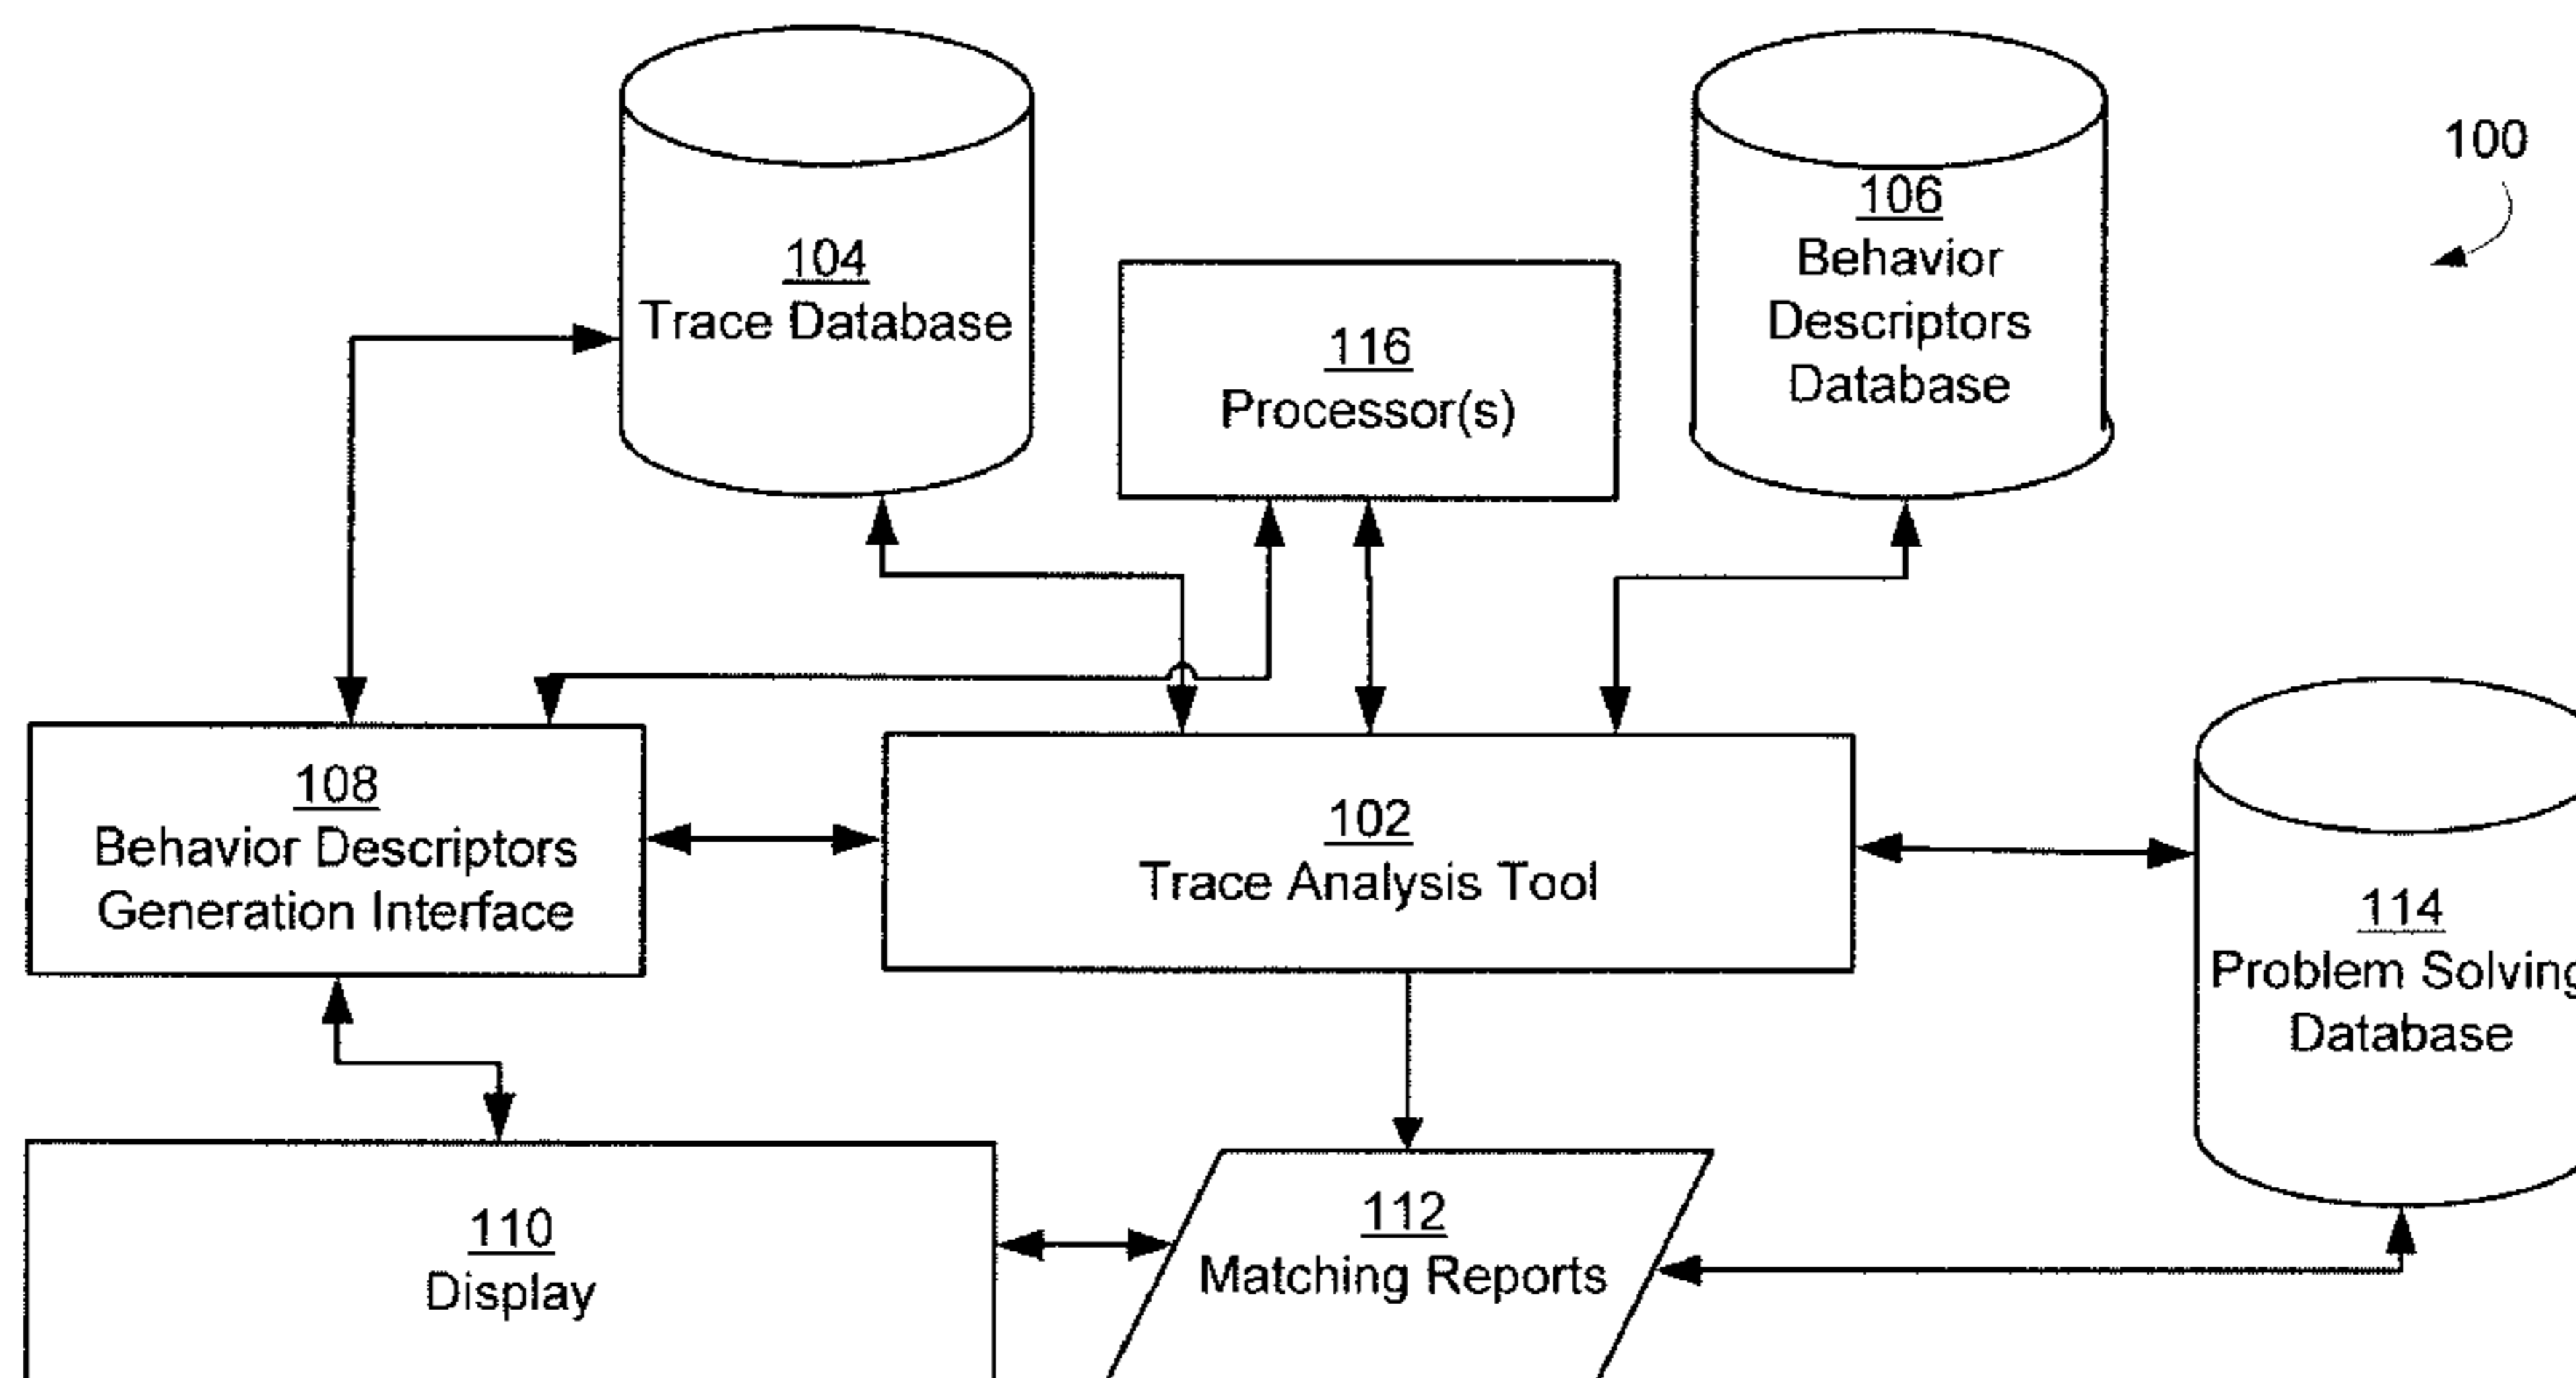 100
104
Trace Database
116
Processor(s)
106
Behavior
Descriptors
Database
108
Behavior Descriptors
Generation Interface
102
Trace Analysis Tool
114
Problem Solving
Database
110
Display
112
Matching Reports